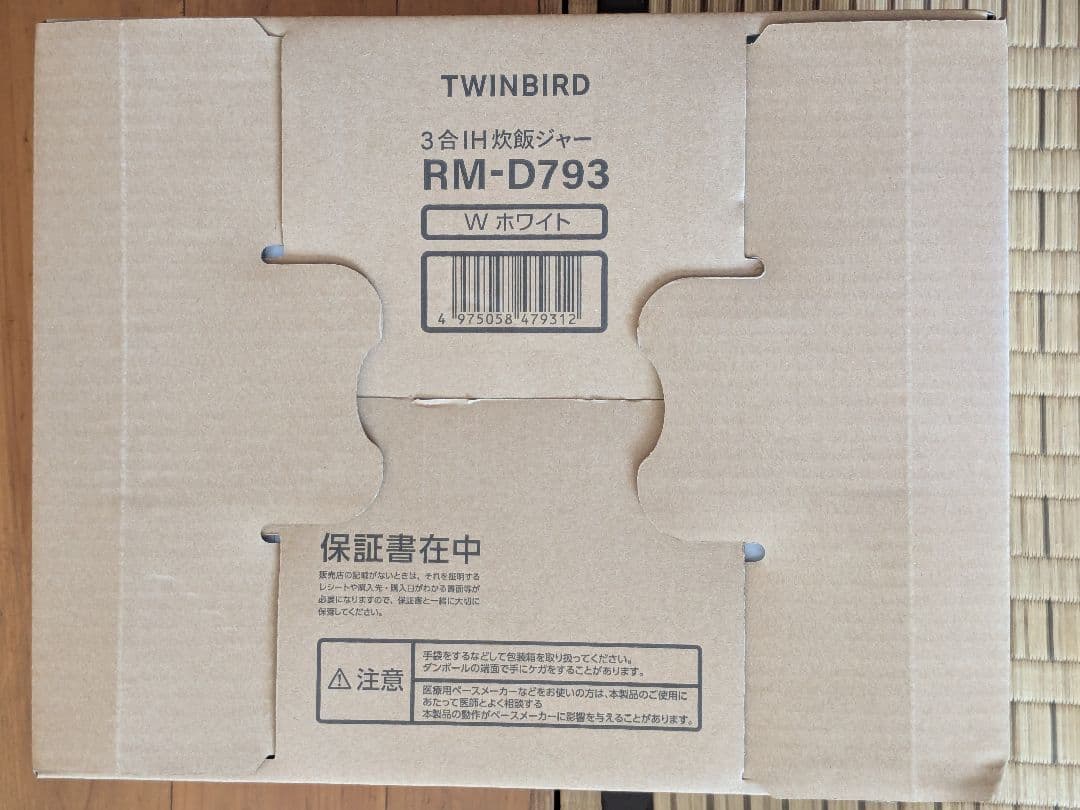 TWINBIRD
3合IH炊飯ジャー
RM-D793
W ホワイト
4 975058 479312
保証書在中
販売店の記載がないときは、それを証明する
レシートや購入先・購入日がわかる書面等が
必要になりますので、保証書と一緒に大切に
保管してください。
⚠注意
手袋をするなどして包装箱を取り扱ってください。
ダンボールの端面で手にケガをすることがあります。
医療用ペースメーカーなどをお使いの方は、本製品のご使用に
あたって医師とよく相談する
本製品の動作がペースメーカーに影響を与えることがあります。